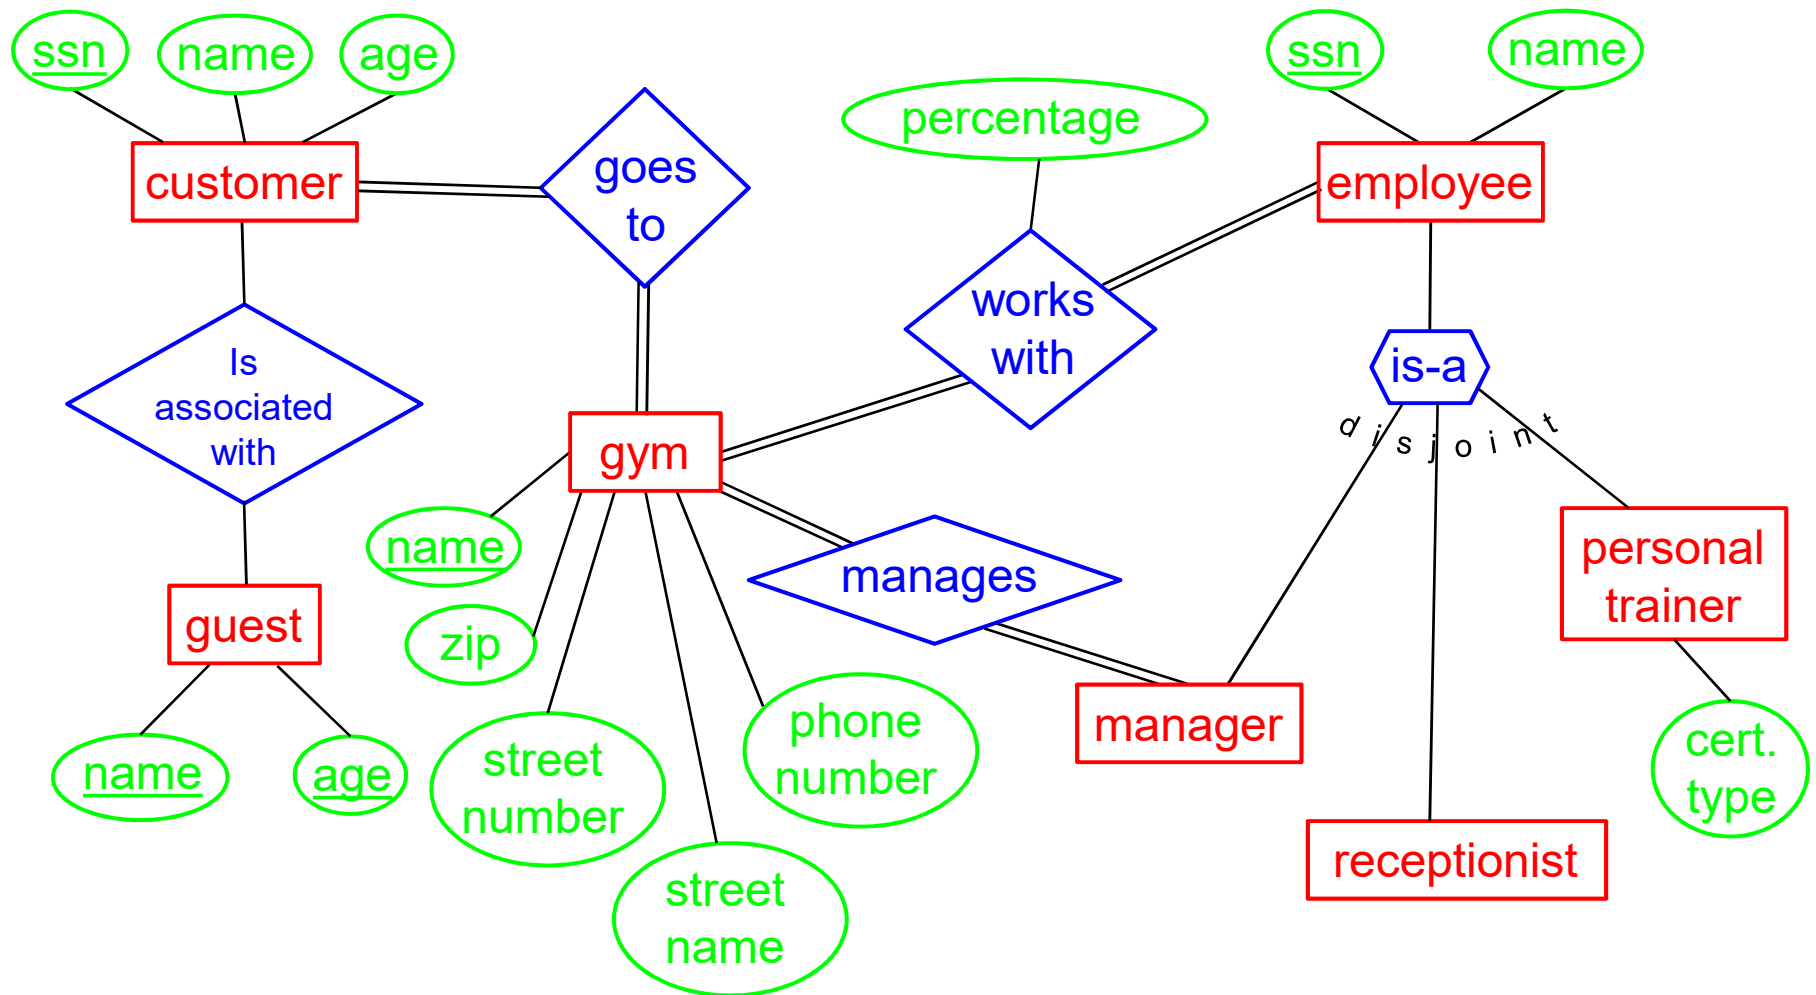 ssn
name
age
ssn
name
percentage
customer
goes
to
employee
works
with
is-a
disjoint
Is
associated
with
gym
name
zip
manages
personal
trainer
guest
name
age
street
number
phone
number
manager
cert.
type
street
name
receptionist